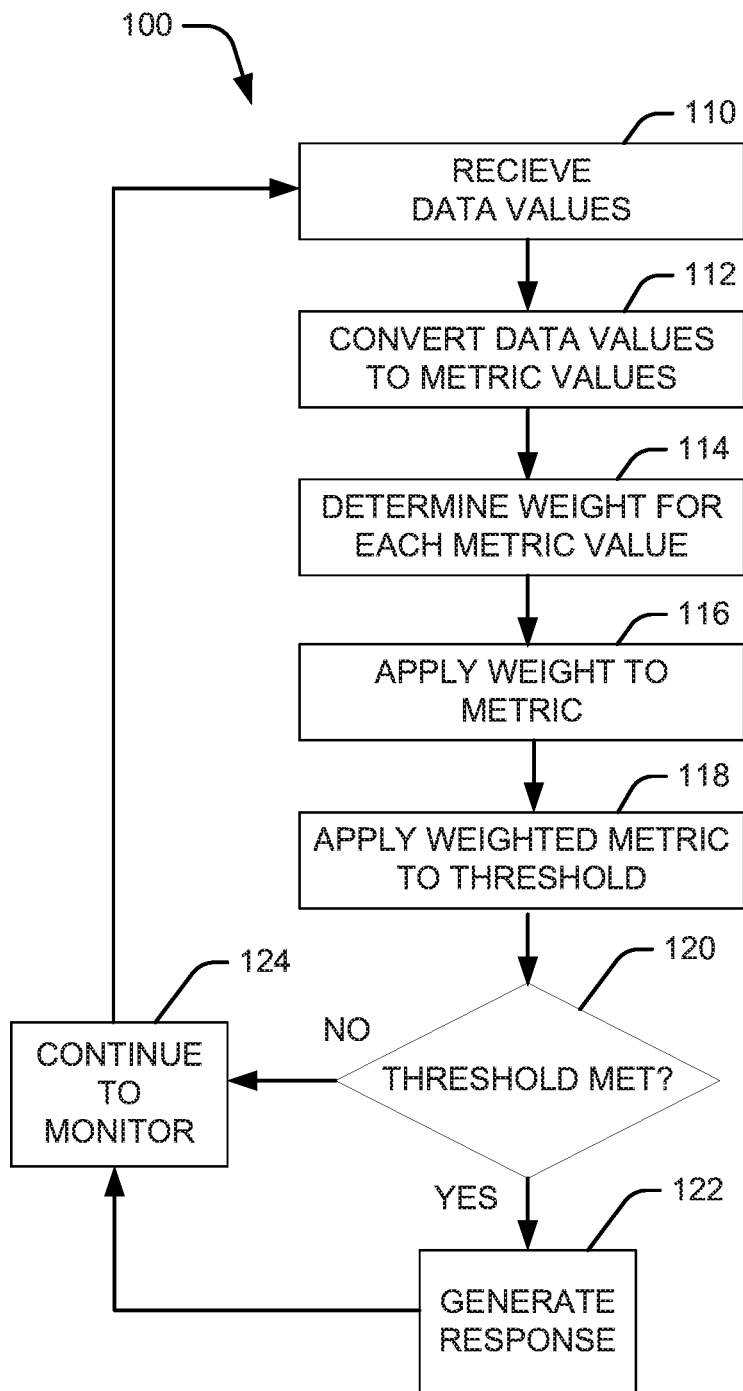 100
110
RECIEVE
DATA VALUES
112
CONVERT DATA VALUES
TO METRIC VALUES
114
DETERMINE WEIGHT FOR
EACH METRIC VALUE
116
APPLY WEIGHT TO
METRIC
118
APPLY WEIGHTED METRIC
TO THRESHOLD
120
THRESHOLD MET?
NO
124
CONTINUE
TO
MONITOR
YES
122
GENERATE
RESPONSE